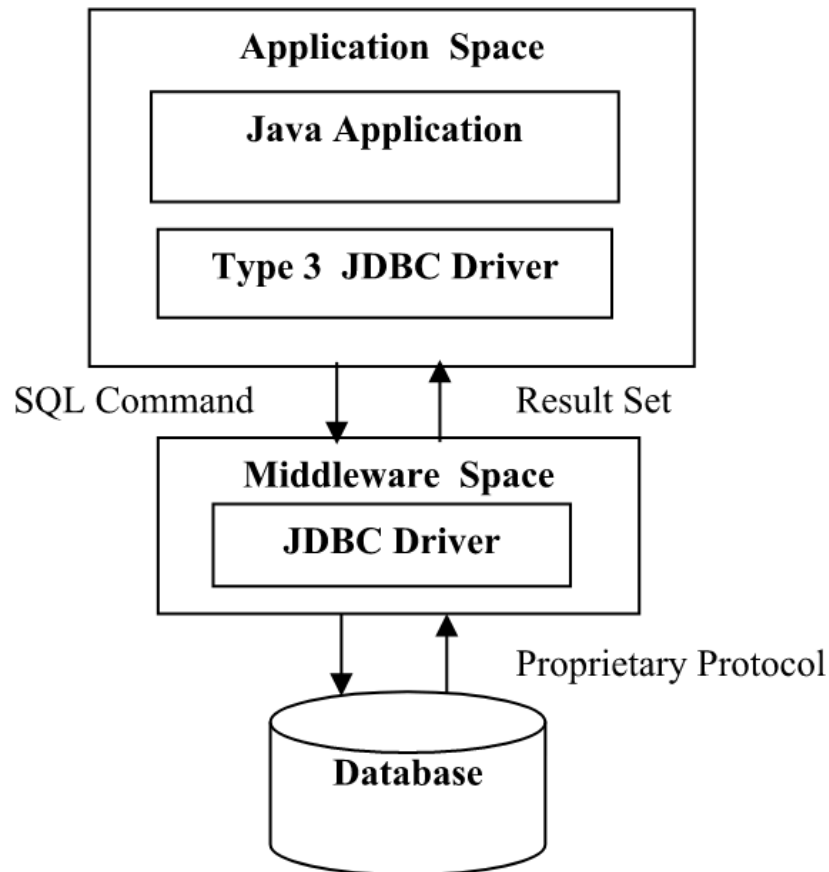 Application Space
Java Application
Type 3 JDBC Driver
SQL Command
Result Set
Middleware Space
JDBC Driver
Proprietary Protocol
Database